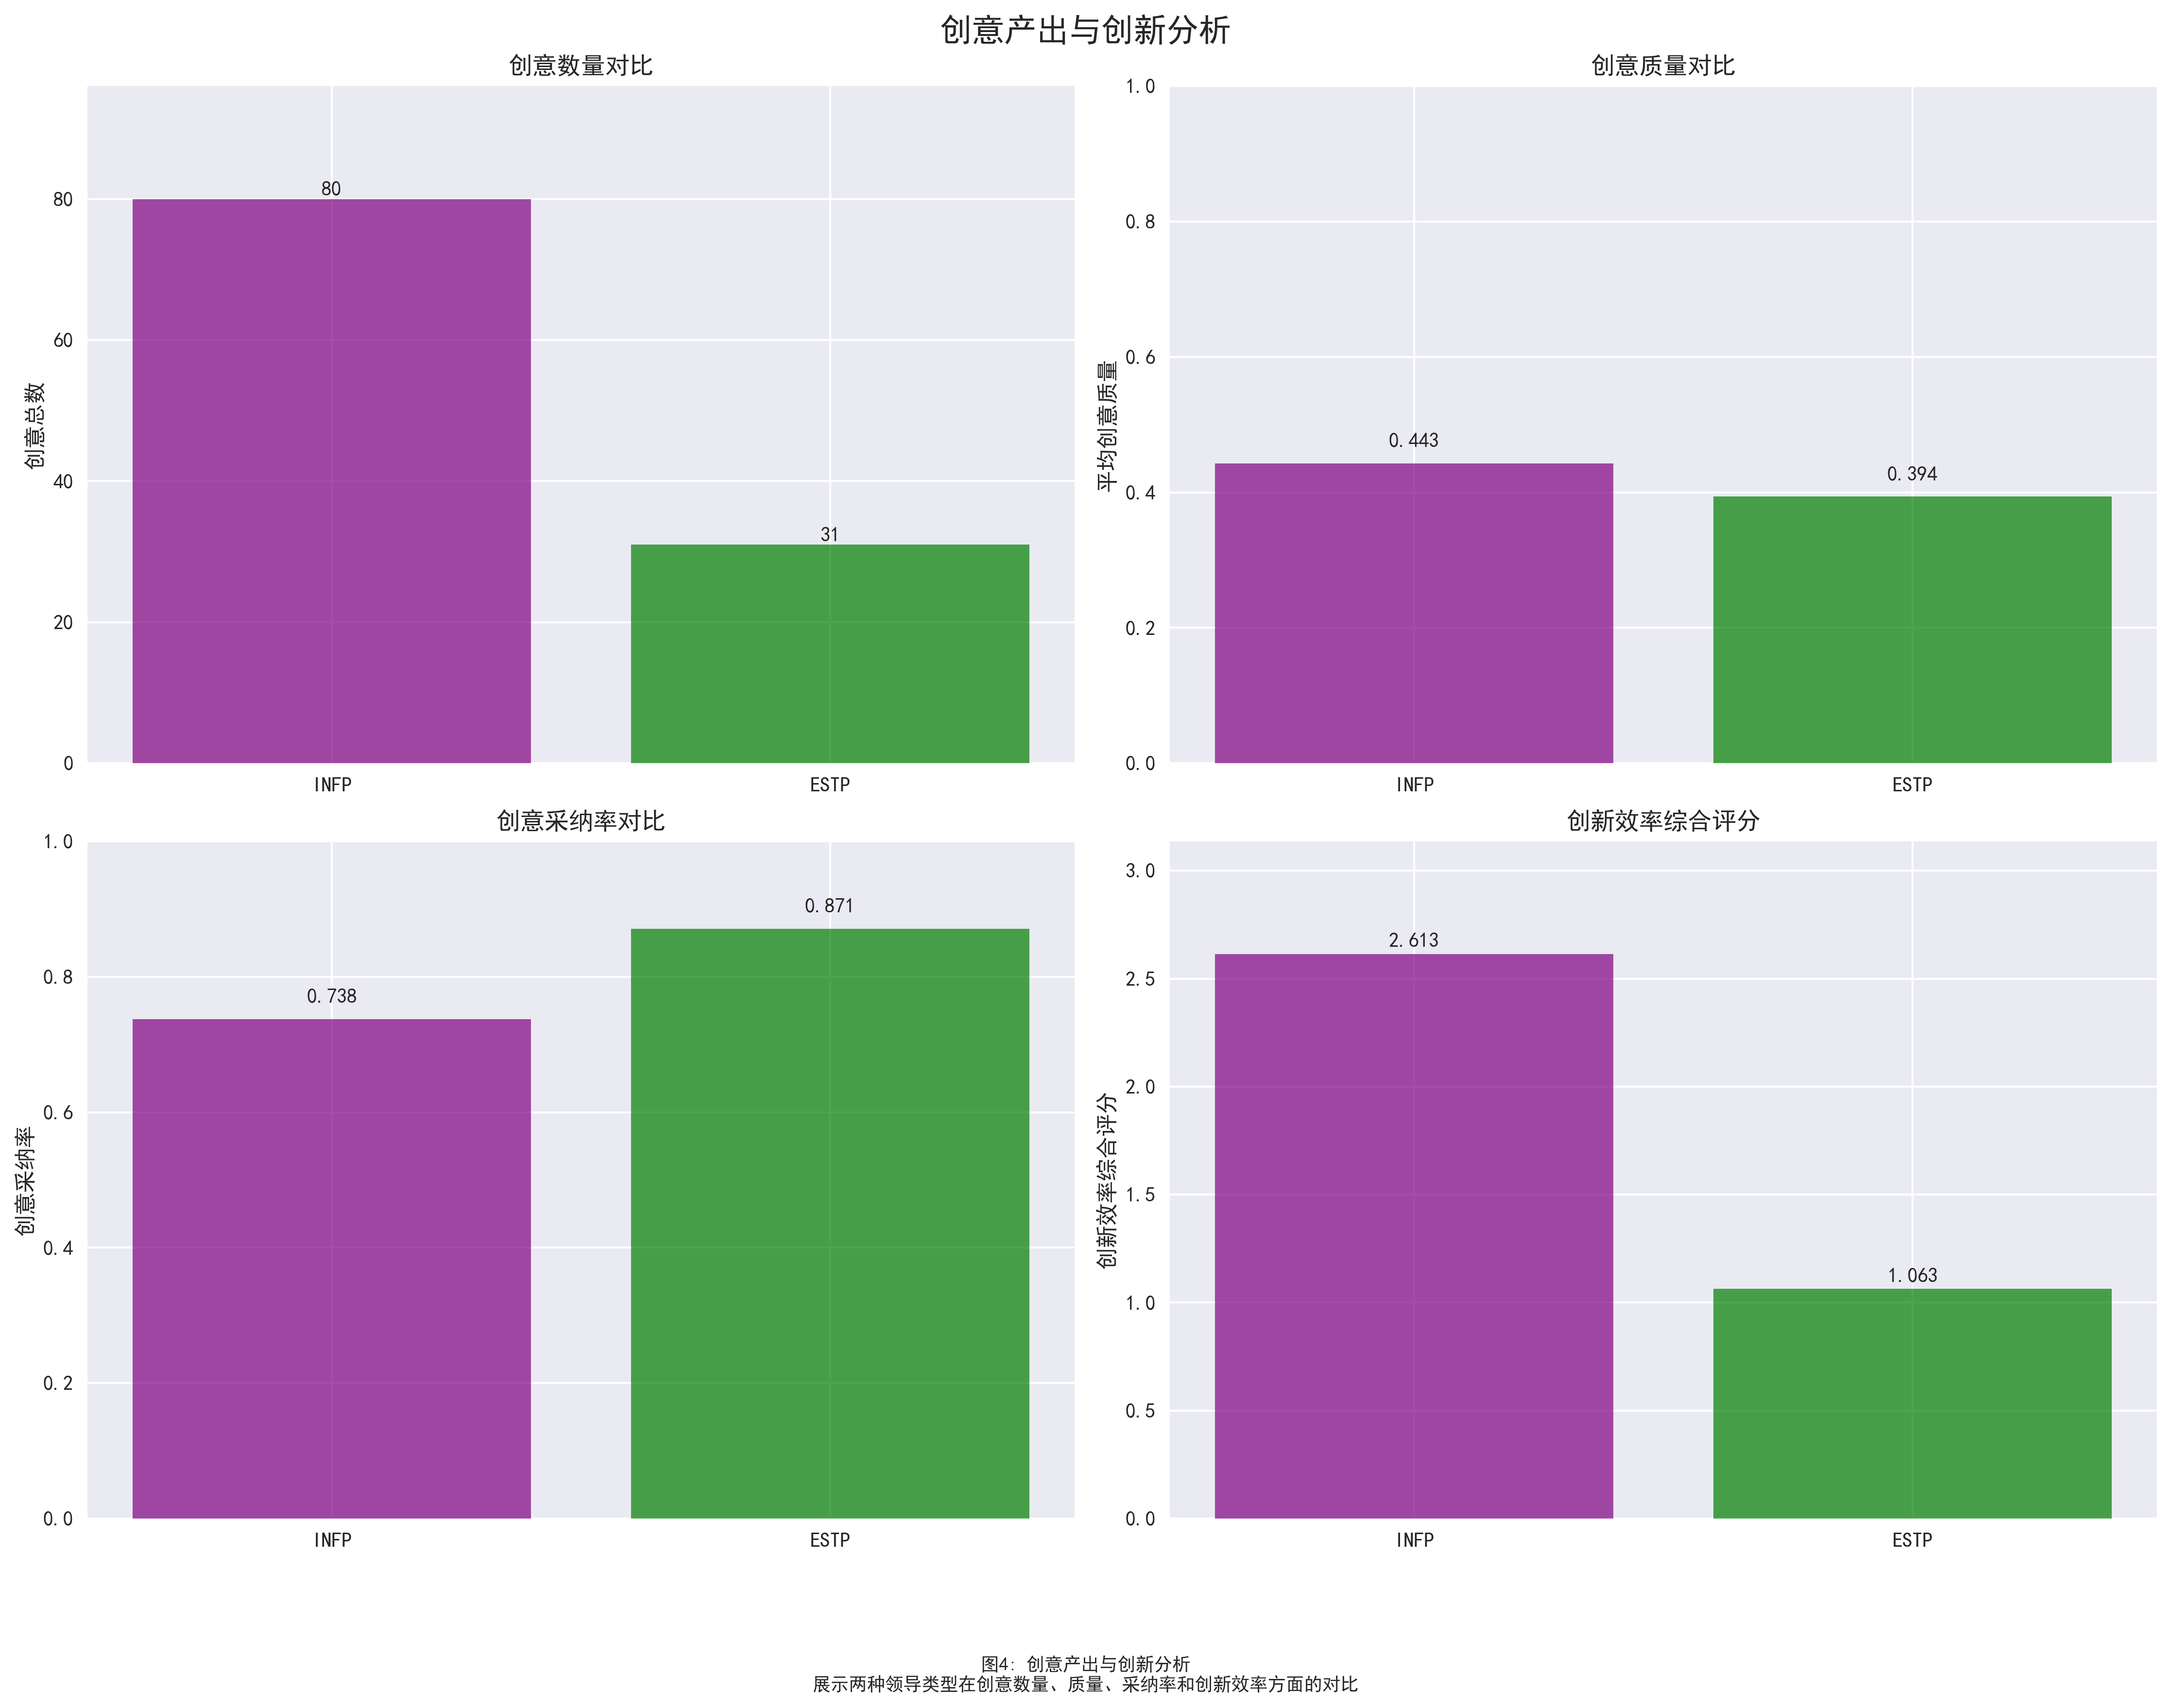 创意产出与创新分析
创意数量对比
创意总数
80
60
40
20
0
80
31
INFP
ESTP
创意质量对比
平均创意质量
1.0
0.8
0.6
0.4
0.2
0.0
0.443
0.394
INFP
ESTP
创意采纳率对比
创意采纳率
1.0
0.8
0.6
0.4
0.2
0.0
0.738
0.871
INFP
ESTP
创新效率综合评分
创新效率综合评分
3.0
2.5
2.0
1.5
1.0
0.5
0.0
2.613
1.063
INFP
ESTP
图4: 创意产出与创新分析
展示两种领导类型在创意数量、质量、采纳率和创新效率方面的对比